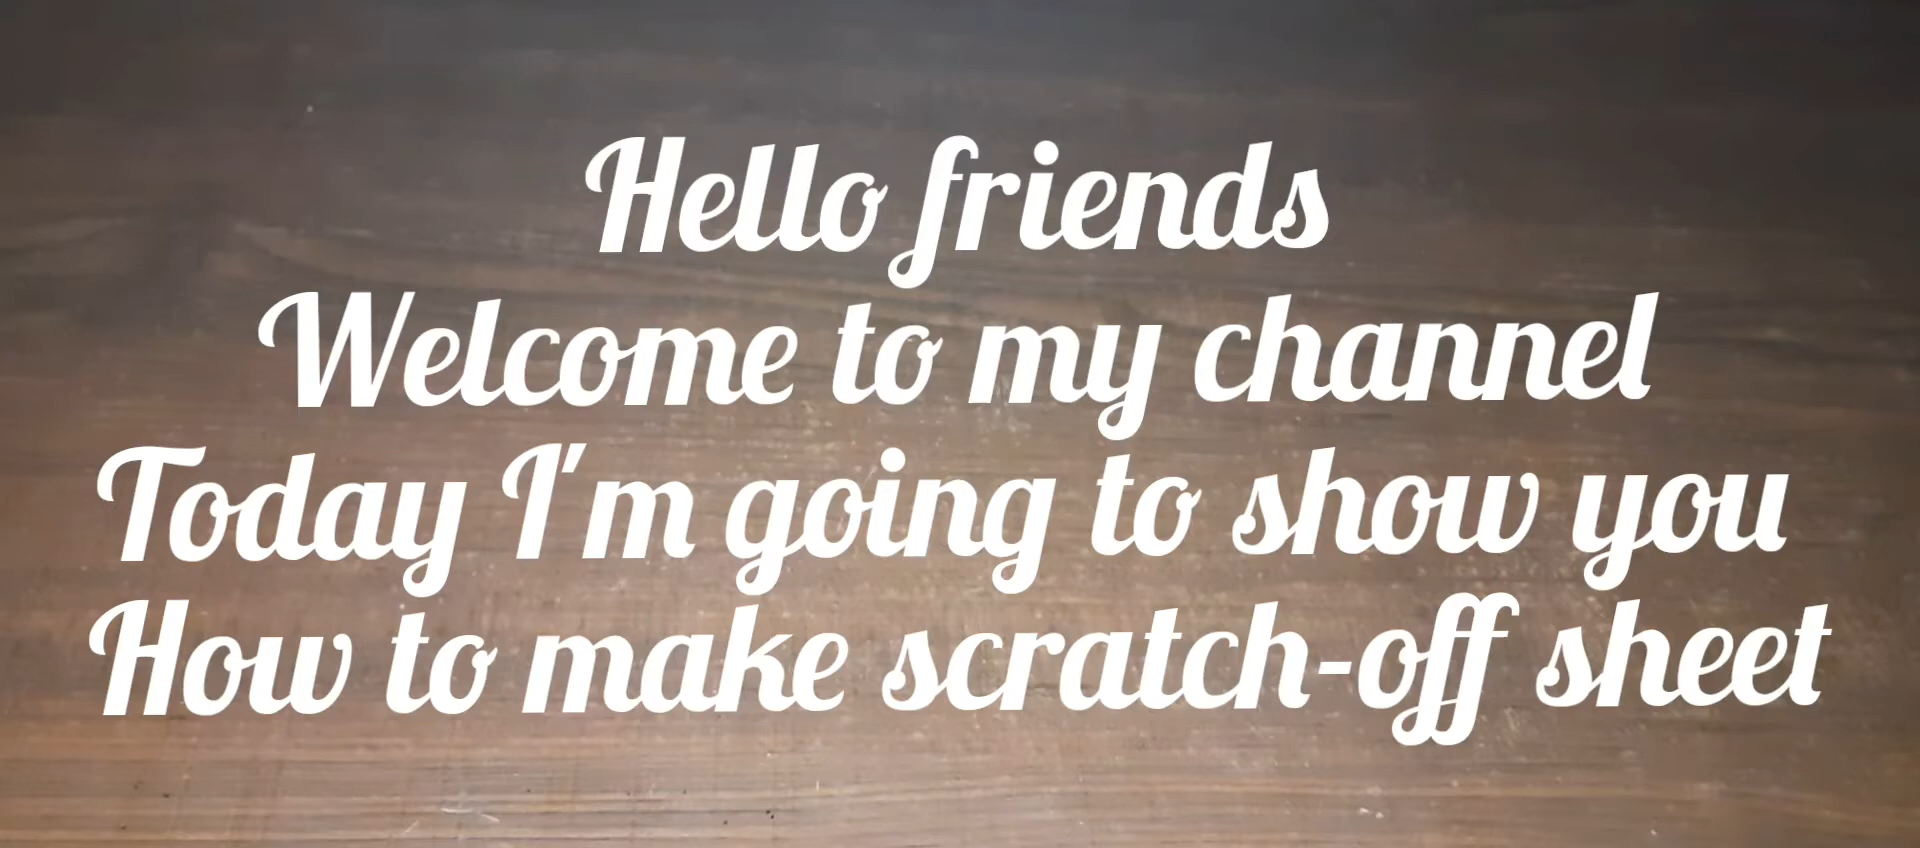 Hello friends
Welcome to my channel
Today I'm going to show you
How to make scratch-off sheet